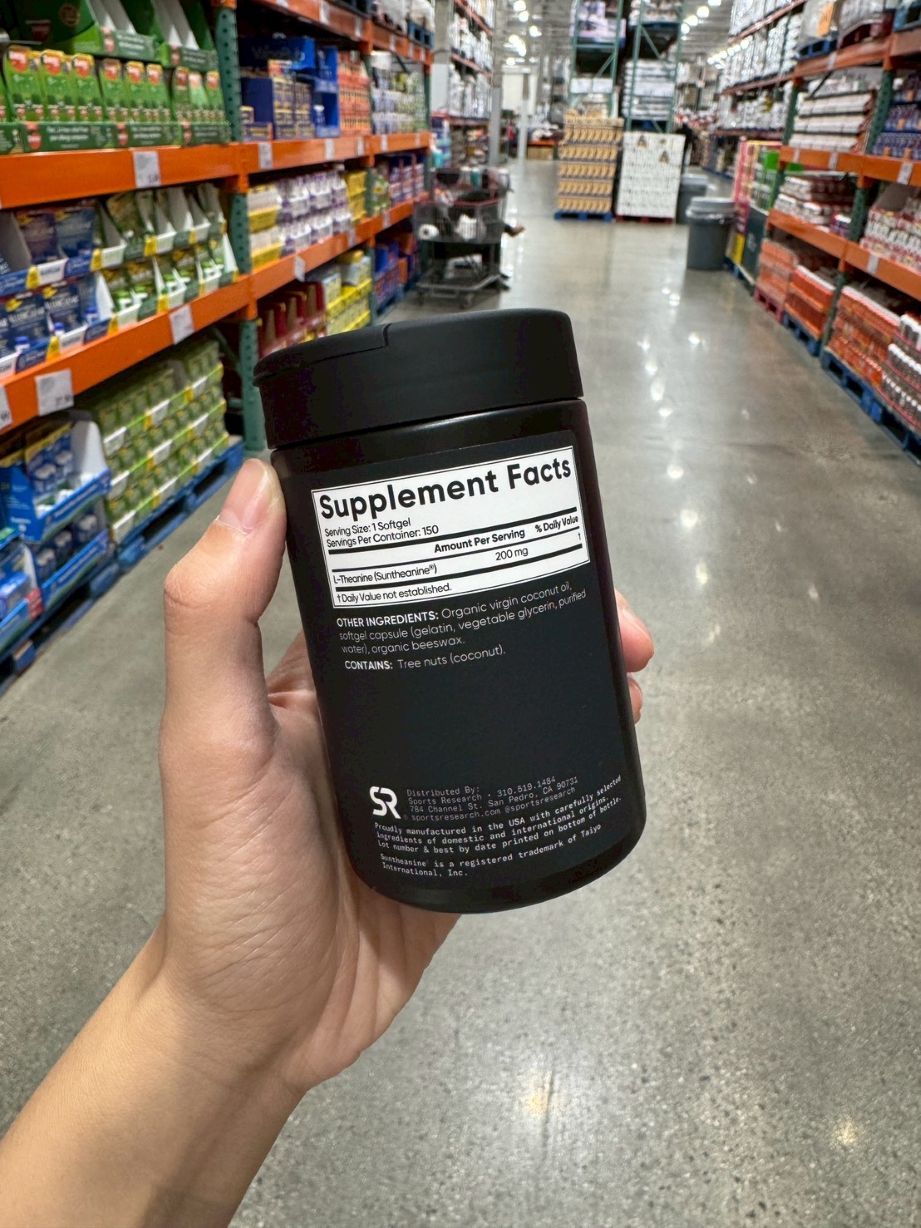 Supplement Facts
Serving Size: 1 Softgel
Servings Per Container: 150
Amount Per Serving % Daily Value
L-Theanine (Suntheanine®) 200 mg †
† Daily Value not established.
OTHER INGREDIENTS: Organic virgin coconut oil,
softgel capsule (gelatin, vegetable glycerin, purified
water), organic beeswax.
CONTAINS: Tree nuts (coconut).
SR
Distributed By:
Sports Research · 310.519.1484
784 Channel St. San Pedro, CA 90731
sportsresearch.com @sportsresearch
Proudly manufactured in the USA with carefully selected
ingredients of domestic and international origins.
Lot number & best by date printed on bottom of bottle.
Suntheanine® is a registered trademark of Taiyo
International, Inc.